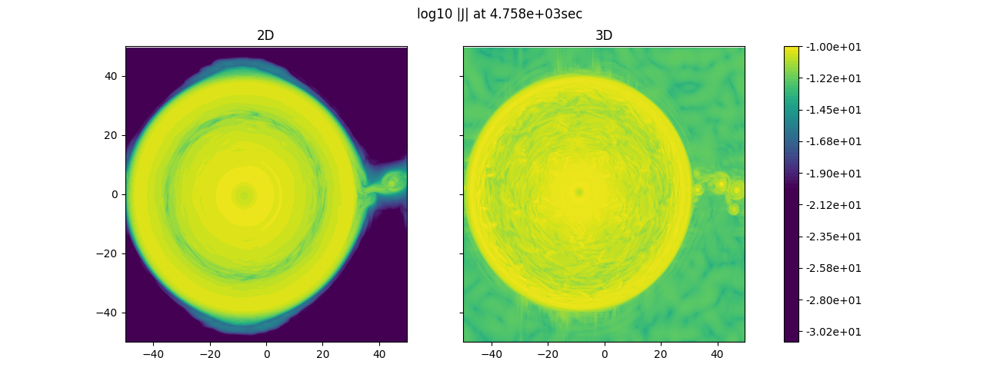 log10 |J| at 4.758e+03sec
2D
3D
40
20
0
−20
−40
−40
−20
0
20
40
−40
−20
0
20
40
-1.00e+01
-1.22e+01
-1.45e+01
-1.68e+01
-1.90e+01
-2.12e+01
-2.35e+01
-2.58e+01
-2.80e+01
-3.02e+01